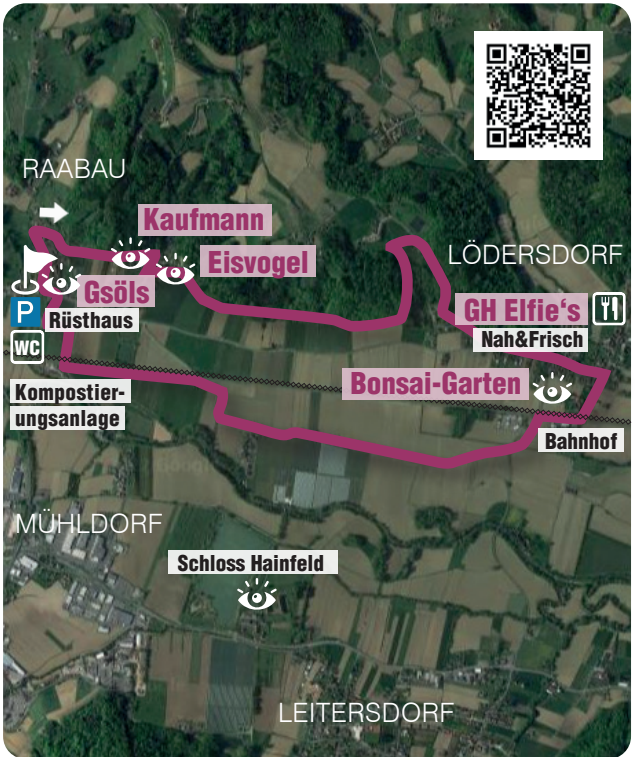 RAABAU
Kaufmann
Eisvogel
LÖDERSDORF
Gsöls
P
Rüsthaus
WC
GH Elfie‘s
Nah&Frisch
Kompostier-
ungsanlage
Bonsai-Garten
Bahnhof
MÜHLDORF
Schloss Hainfeld
LEITERSDORF